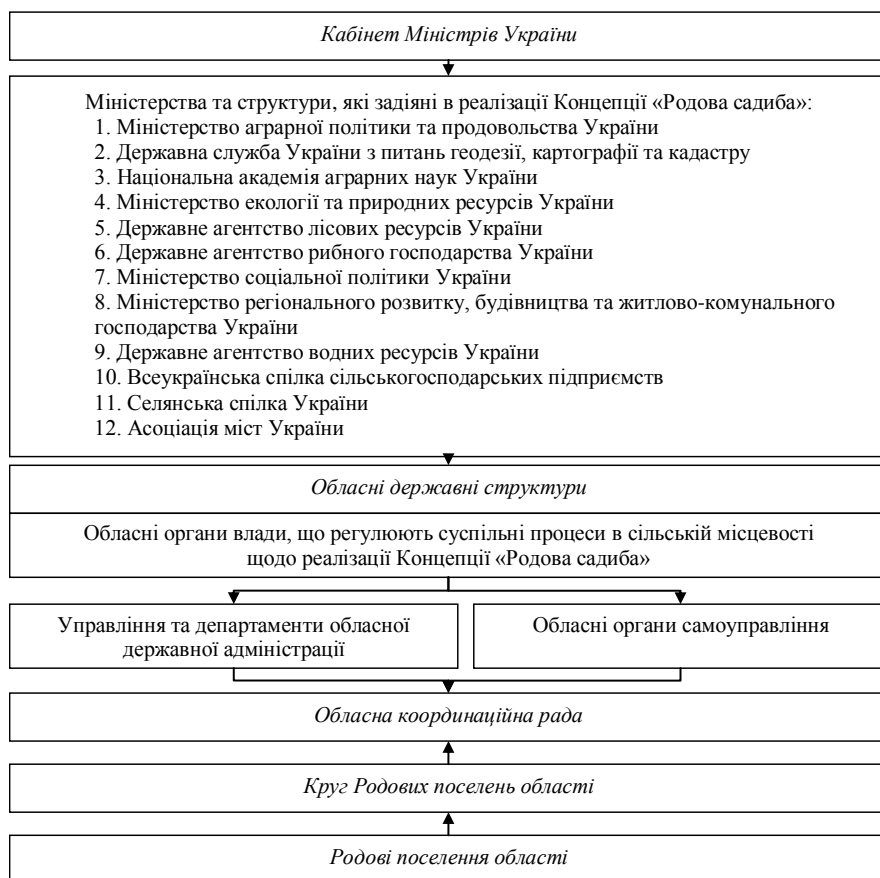 Кабінет Міністрів України
Міністерства та структури, які задіяні в реалізації Концепції «Родова садиба»:
1. Міністерство аграрної політики та продовольства України
2. Державна служба України з питань геодезії, картографії та кадастру
3. Національна академія аграрних наук України
4. Міністерство екології та природних ресурсів України
5. Державне агентство лісових ресурсів України
6. Державне агентство рибного господарства України
7. Міністерство соціальної політики України
8. Міністерство регіонального розвитку, будівництва та житлово-комунального
господарства України
9. Державне агентство водних ресурсів України
10. Всеукраїнська спілка сільськогосподарських підприємств
11. Селянська спілка України
12. Асоціація міст України
Обласні державні структури
Обласні органи влади, що регулюють суспільні процеси в сільській місцевості
щодо реалізації Концепції «Родова садиба»
Управління та департаменти обласної
державної адміністрації
Обласні органи самоуправління
Обласна координаційна рада
Круг Родових поселень області
Родові поселення області